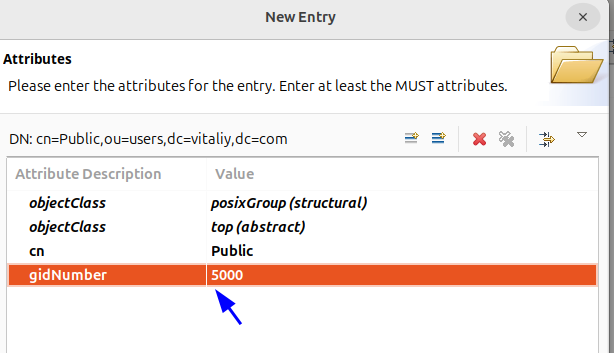 New Entry
Attributes
Please enter the attributes for the entry. Enter at least the MUST attributes.
DN: cn=Public,ou=users,dc=vitaliy,dc=com
Attribute Description Value
objectClass posixGroup (structural)
objectClass top (abstract)
cn Public
gidNumber 5000